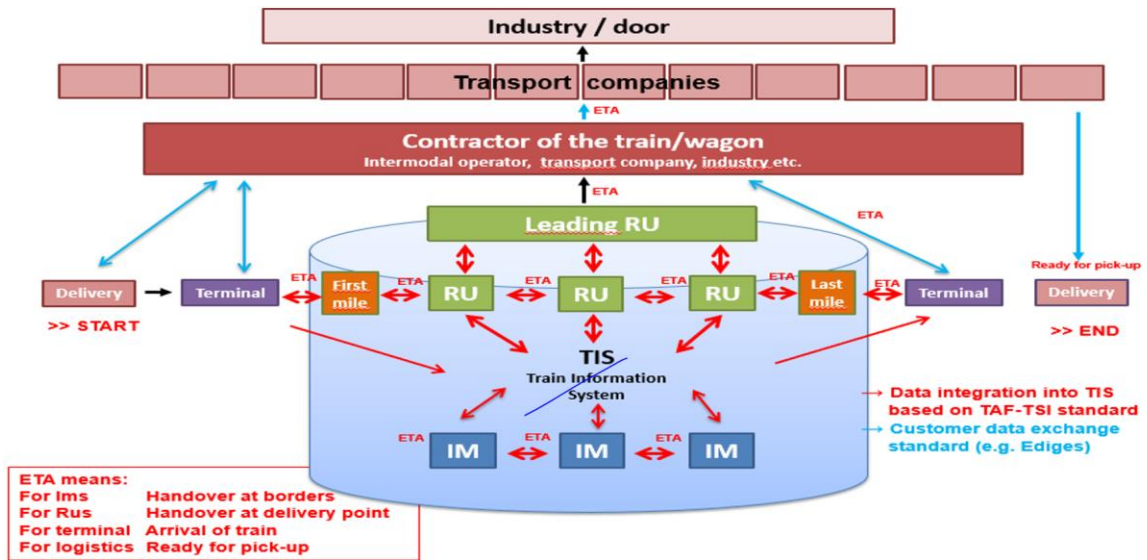 Industry / door
Transport companies
ETA
Contractor of the train/wagon
Intermodal operator, transport company, industry etc.
ETA
Leading RU
ETA
Ready for pick-up
Delivery
Terminal
ETA
First
mile
ETA
RU
ETA
RU
ETA
RU
ETA
Last
mile
ETA
Terminal
Delivery
>> START
>> END
TIS
Train Information
System
→ Data integration into TIS
based on TAF-TSI standard
→ Customer data exchange
standard (e.g. Ediges)
ETA
IM
ETA
IM
ETA
IM
ETA means:
For Ims Handover at borders
For Rus Handover at delivery point
For terminal Arrival of train
For logistics Ready for pick-up